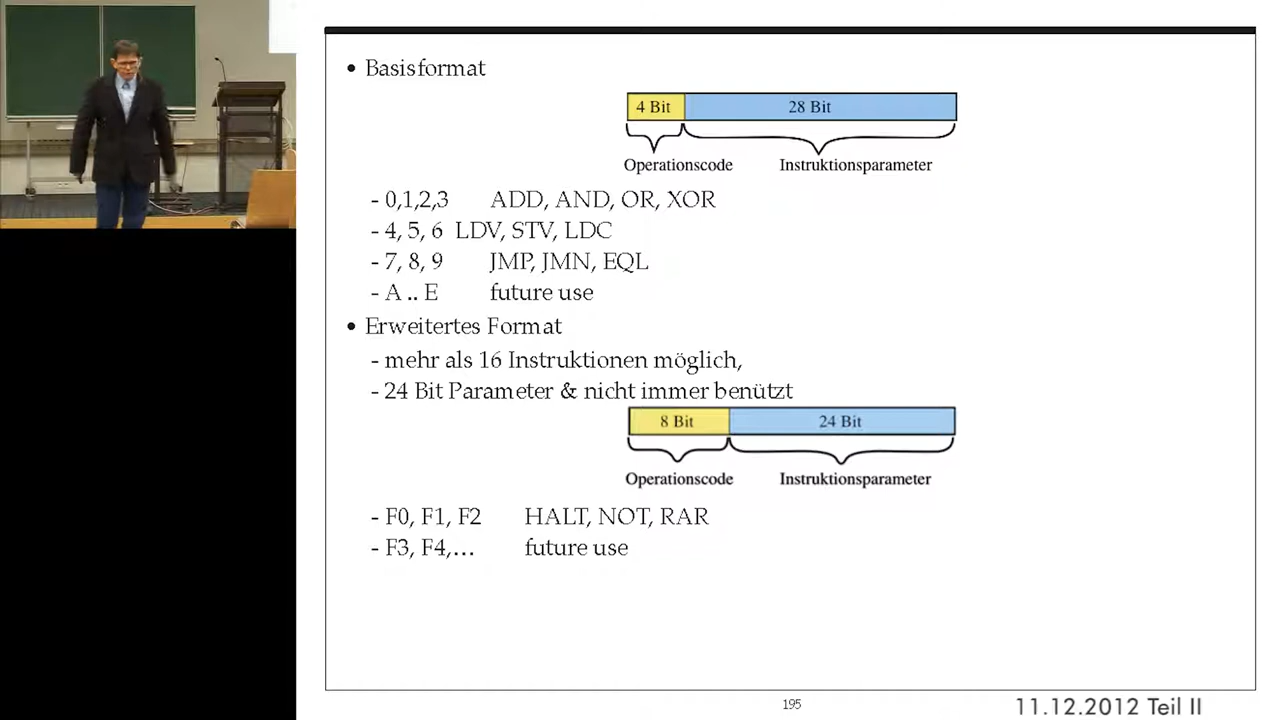 • Basisformat
4 Bit 28 Bit
Operationscode Instruktionsparameter
- 0,1,2,3 ADD, AND, OR, XOR
- 4, 5, 6 LDV, STV, LDC
- 7, 8, 9 JMP, JMN, EQL
- A .. E future use
• Erweitertes Format
- mehr als 16 Instruktionen möglich,
- 24 Bit Parameter & nicht immer benützt
8 Bit 24 Bit
Operationscode Instruktionsparameter
- F0, F1, F2 HALT, NOT, RAR
- F3, F4,… future use
195
11.12.2012 Teil II